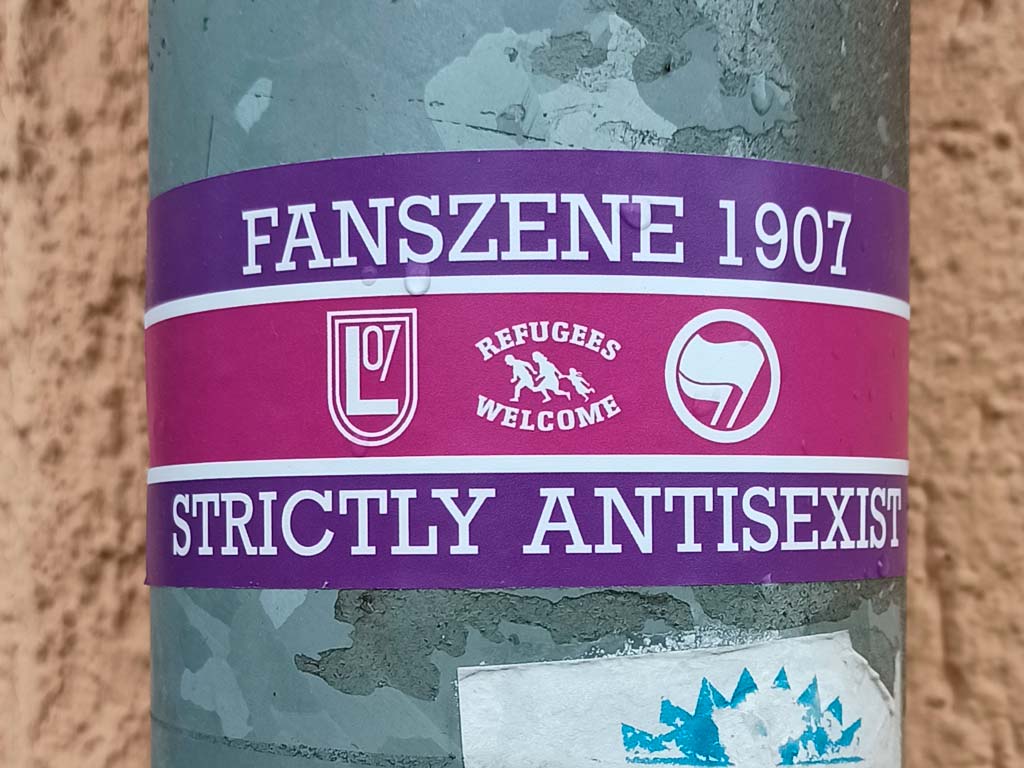 FANSZENE 1907
L07
REFUGEES
WELCOME
STRICTLY ANTISEXIST